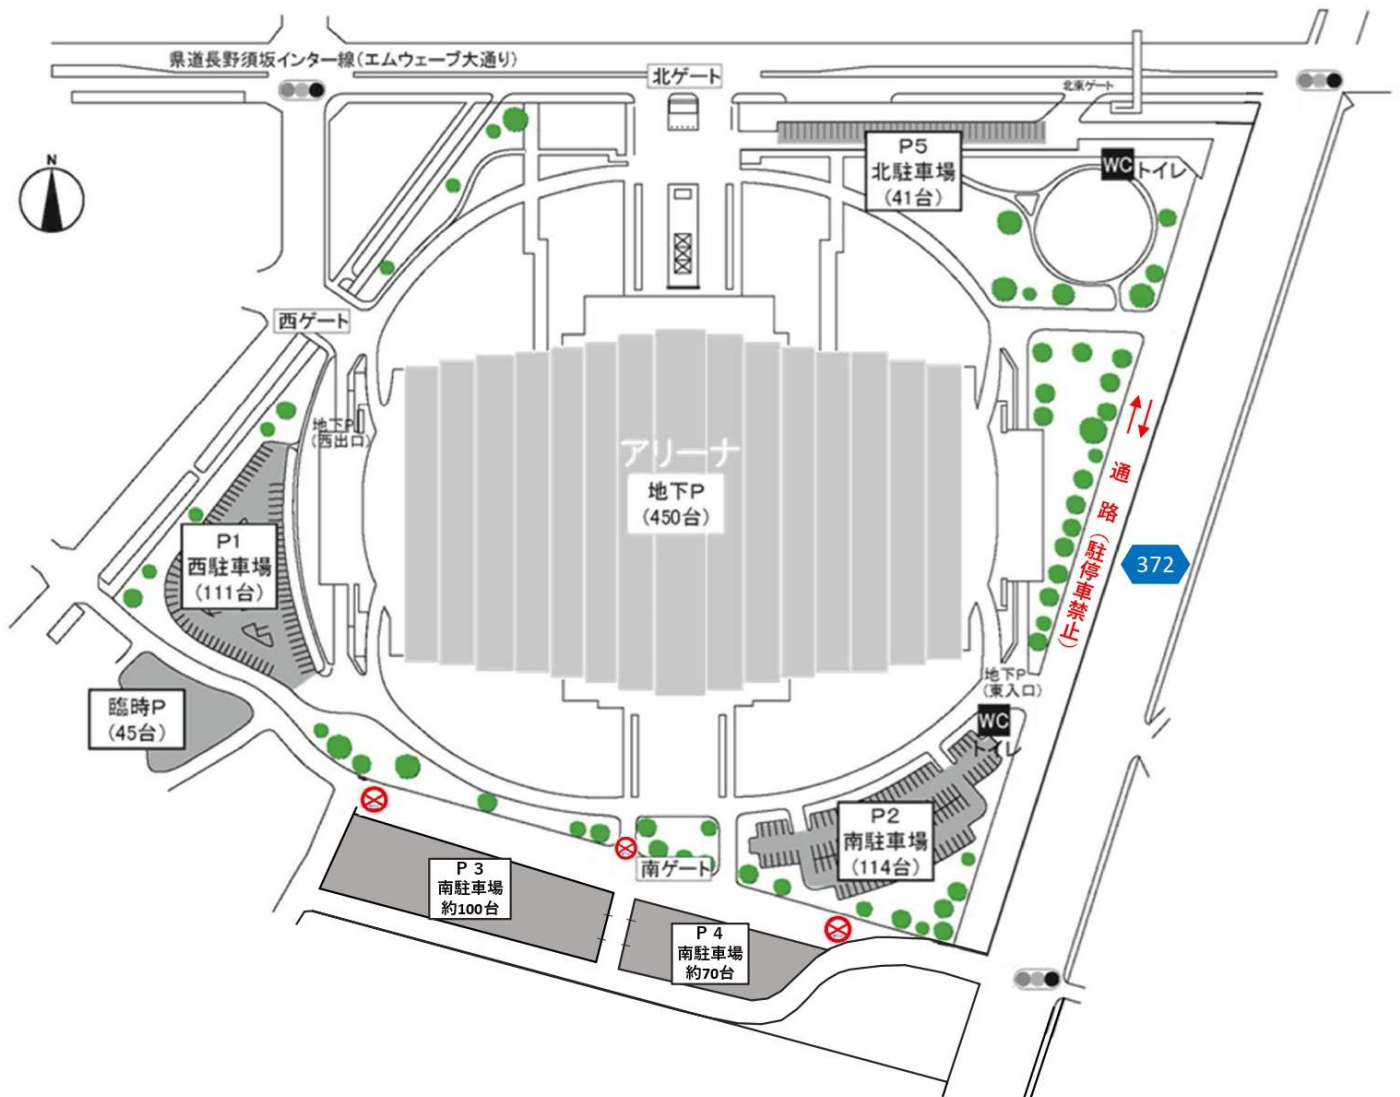 県道長野須坂インター線(エムウェーブ大通り)
北ゲート
北東ゲート
N
P5
北駐車場
(41台)
WC トイレ
西ゲート
地下P
(西出口)
アリーナ
地下P
(450台)
P1
西駐車場
(111台)
通路(駐停車禁止)
372
臨時P
(45台)
地下P
(東入口)
WC
トイレ
P2
南駐車場
(114台)
南ゲート
P3
南駐車場
約100台
P4
南駐車場
約70台